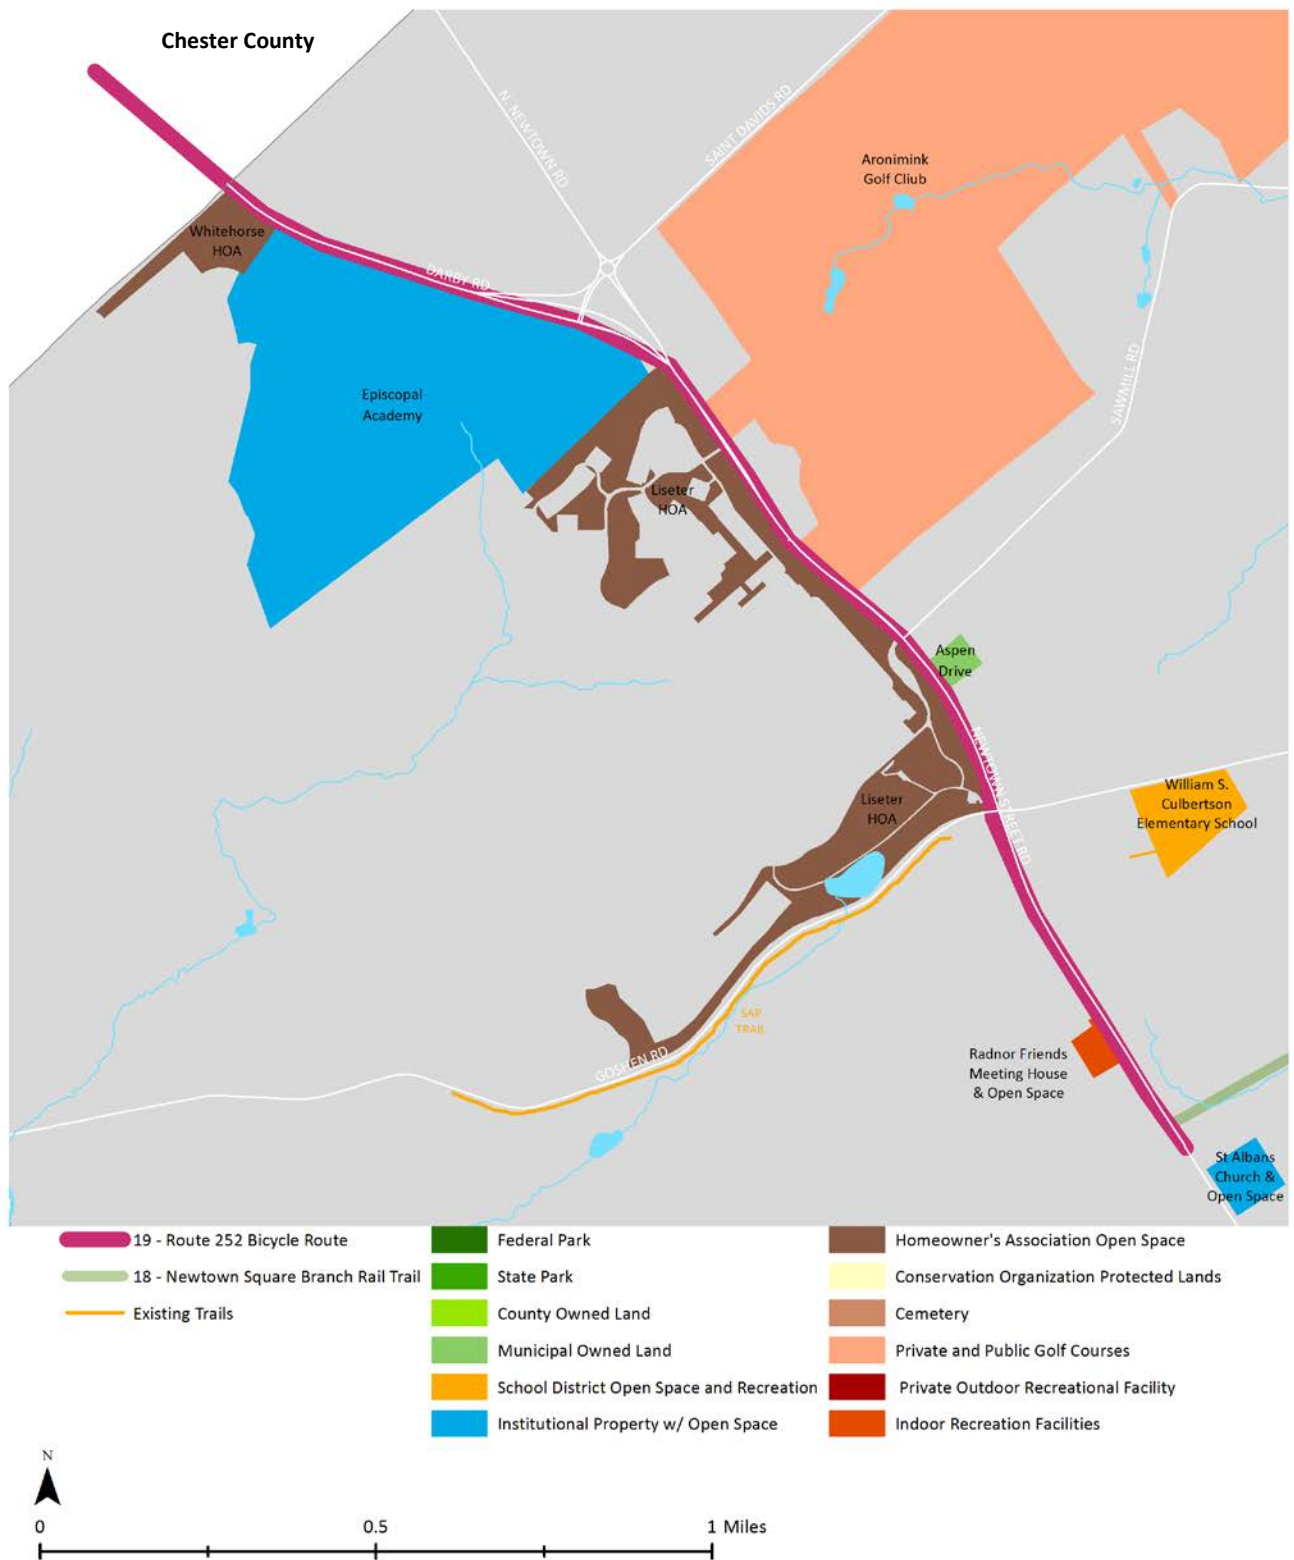 Chester County
N. NEWTOWN RD
SAINT DAVIDS RD
Aronimink
Golf Cliub
Whitehorse
HOA
DARBY RD
SAWMILL RD
Episcopal
Academy
Liseter
HOA
Aspen
Drive
NEWTOWN STREET RD
William S.
Culbertson
Elementary School
Liseter
HOA
SAP
TRAIL
GOSHEN RD
Radnor Friends
Meeting House
& Open Space
St Albans
Church &
Open Space
19 - Route 252 Bicycle Route
18 - Newtown Square Branch Rail Trail
Existing Trails
Federal Park
State Park
County Owned Land
Municipal Owned Land
School District Open Space and Recreation
Institutional Property w/ Open Space
Homeowner's Association Open Space
Conservation Organization Protected Lands
Cemetery
Private and Public Golf Courses
Private Outdoor Recreational Facility
Indoor Recreation Facilities
N
0 0.5 1 Miles